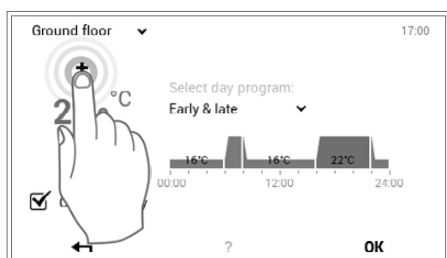 Ground floor
17:00
+
2 °C
Select day program:
Early & late
16°C 16°C 22°C
00:00 12:00 24:00
?
OK